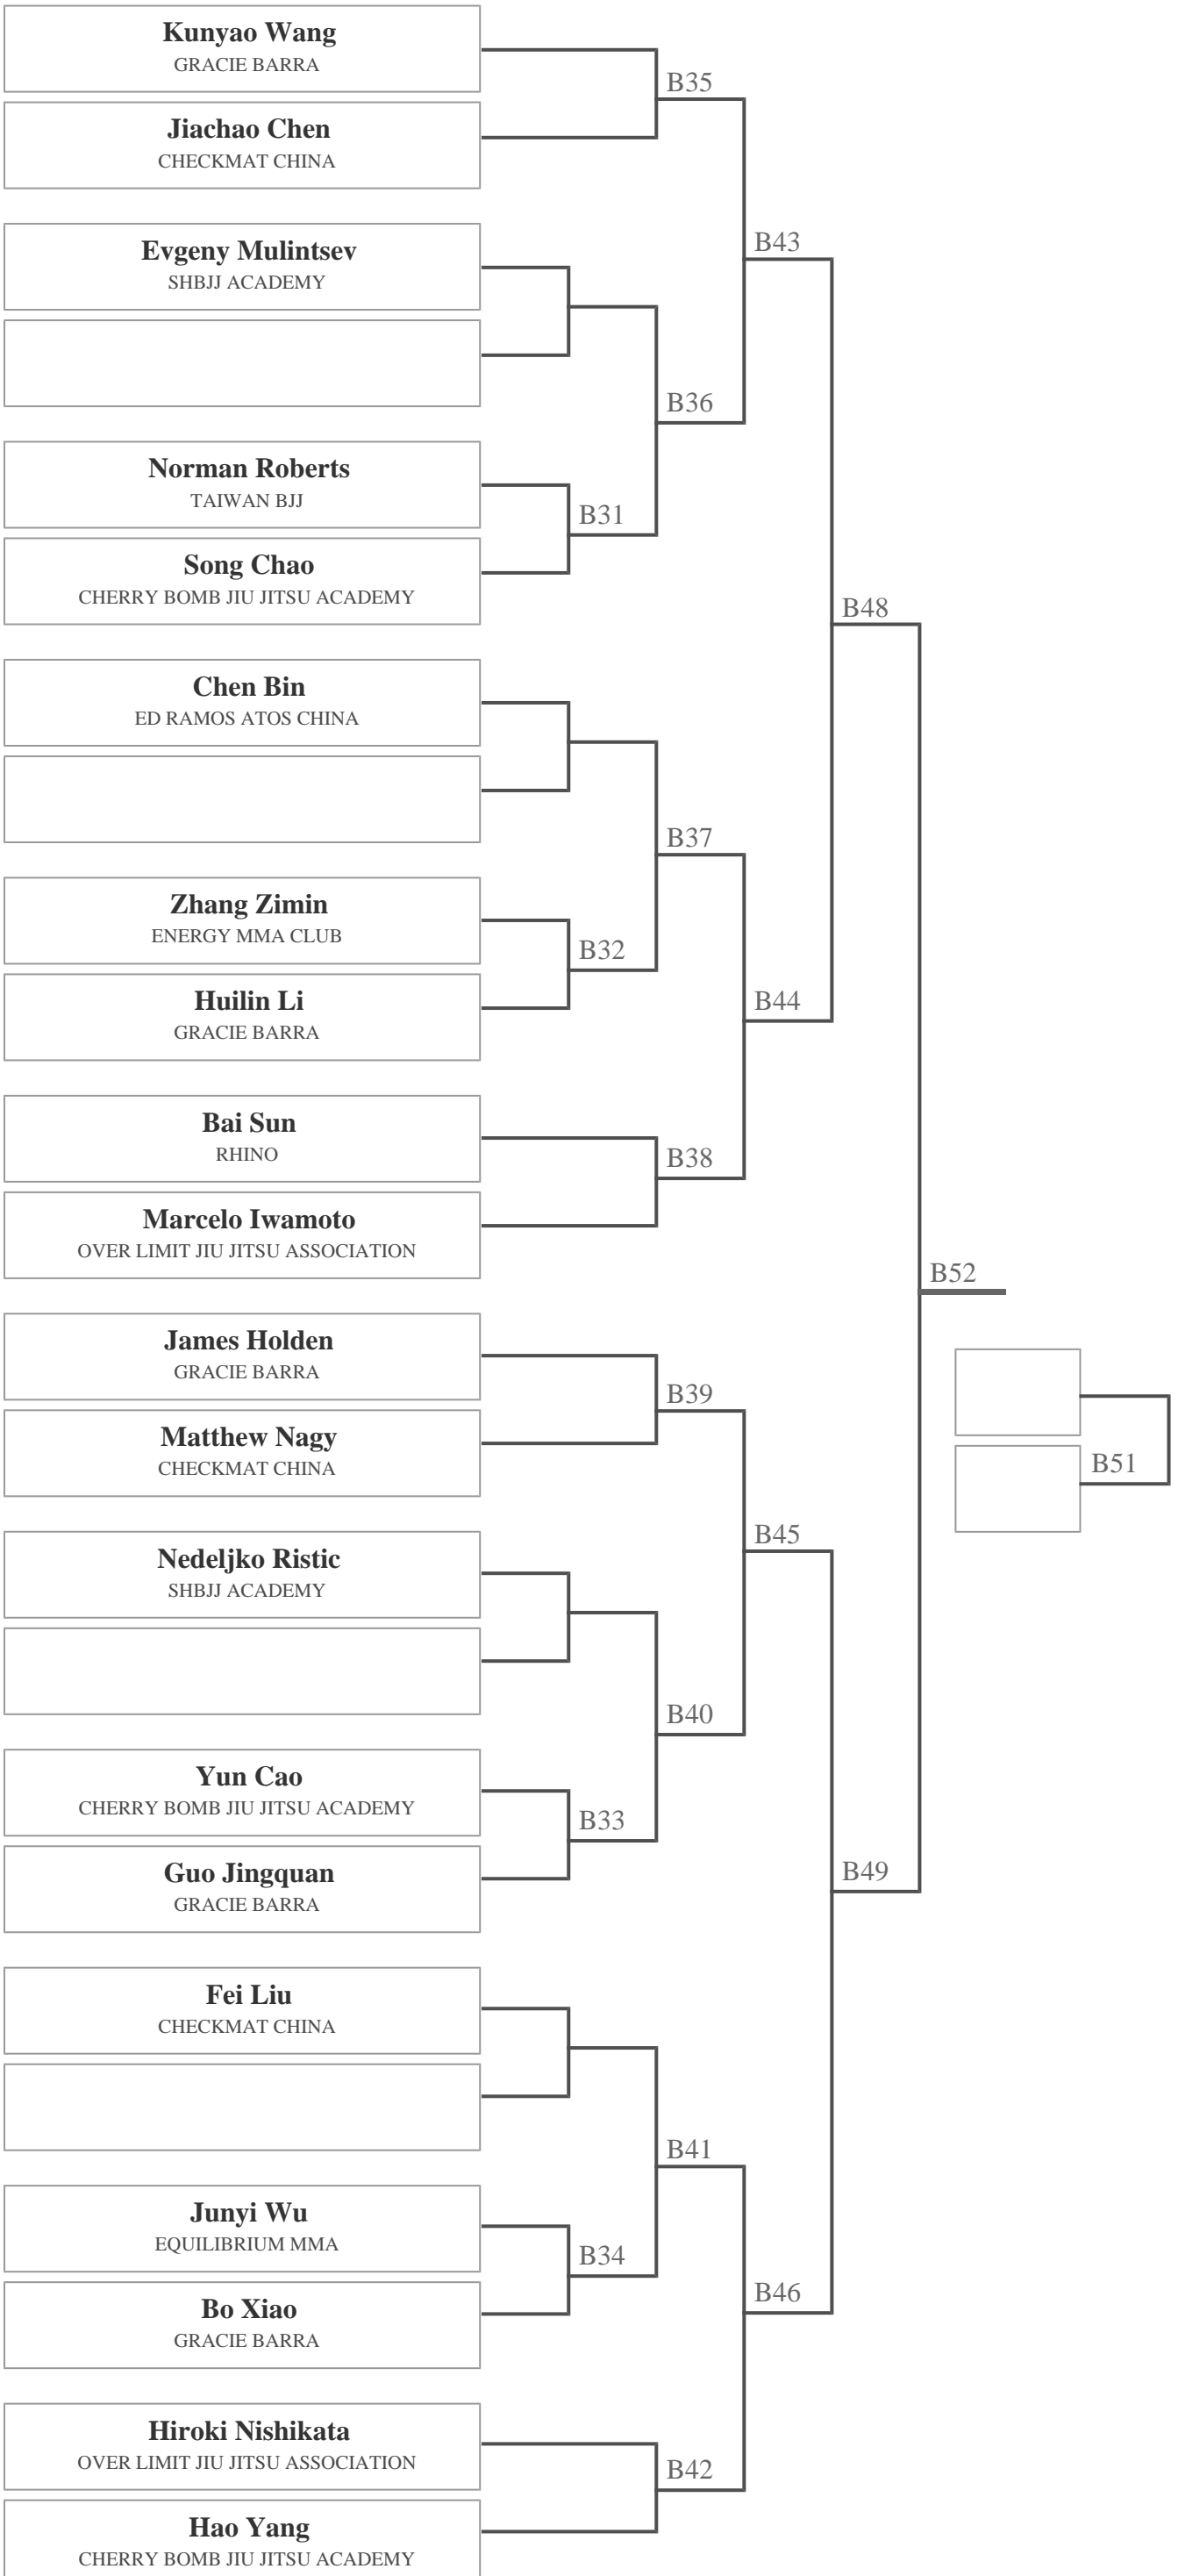 Kunyao Wang
GRACIE BARRA
B35
Jiachao Chen
CHECKMAT CHINA
Evgeny Mulintsev
SHBJJ ACADEMY
B43
B36
Norman Roberts
TAIWAN BJJ
B31
Song Chao
CHERRY BOMB JIU JITSU ACADEMY
B48
Chen Bin
ED RAMOS ATOS CHINA
B37
Zhang Zimin
ENERGY MMA CLUB
B32
Huilin Li
GRACIE BARRA
B44
Bai Sun
RHINO
B38
Marcelo Iwamoto
OVER LIMIT JIU JITSU ASSOCIATION
B52
James Holden
GRACIE BARRA
B39
Matthew Nagy
CHECKMAT CHINA
B51
B45
Nedeljko Ristic
SHBJJ ACADEMY
B40
Yun Cao
CHERRY BOMB JIU JITSU ACADEMY
B33
Guo Jingquan
GRACIE BARRA
B49
Fei Liu
CHECKMAT CHINA
B41
Junyi Wu
EQUILIBRIUM MMA
B34
Bo Xiao
GRACIE BARRA
B46
Hiroki Nishikata
OVER LIMIT JIU JITSU ASSOCIATION
B42
Hao Yang
CHERRY BOMB JIU JITSU ACADEMY